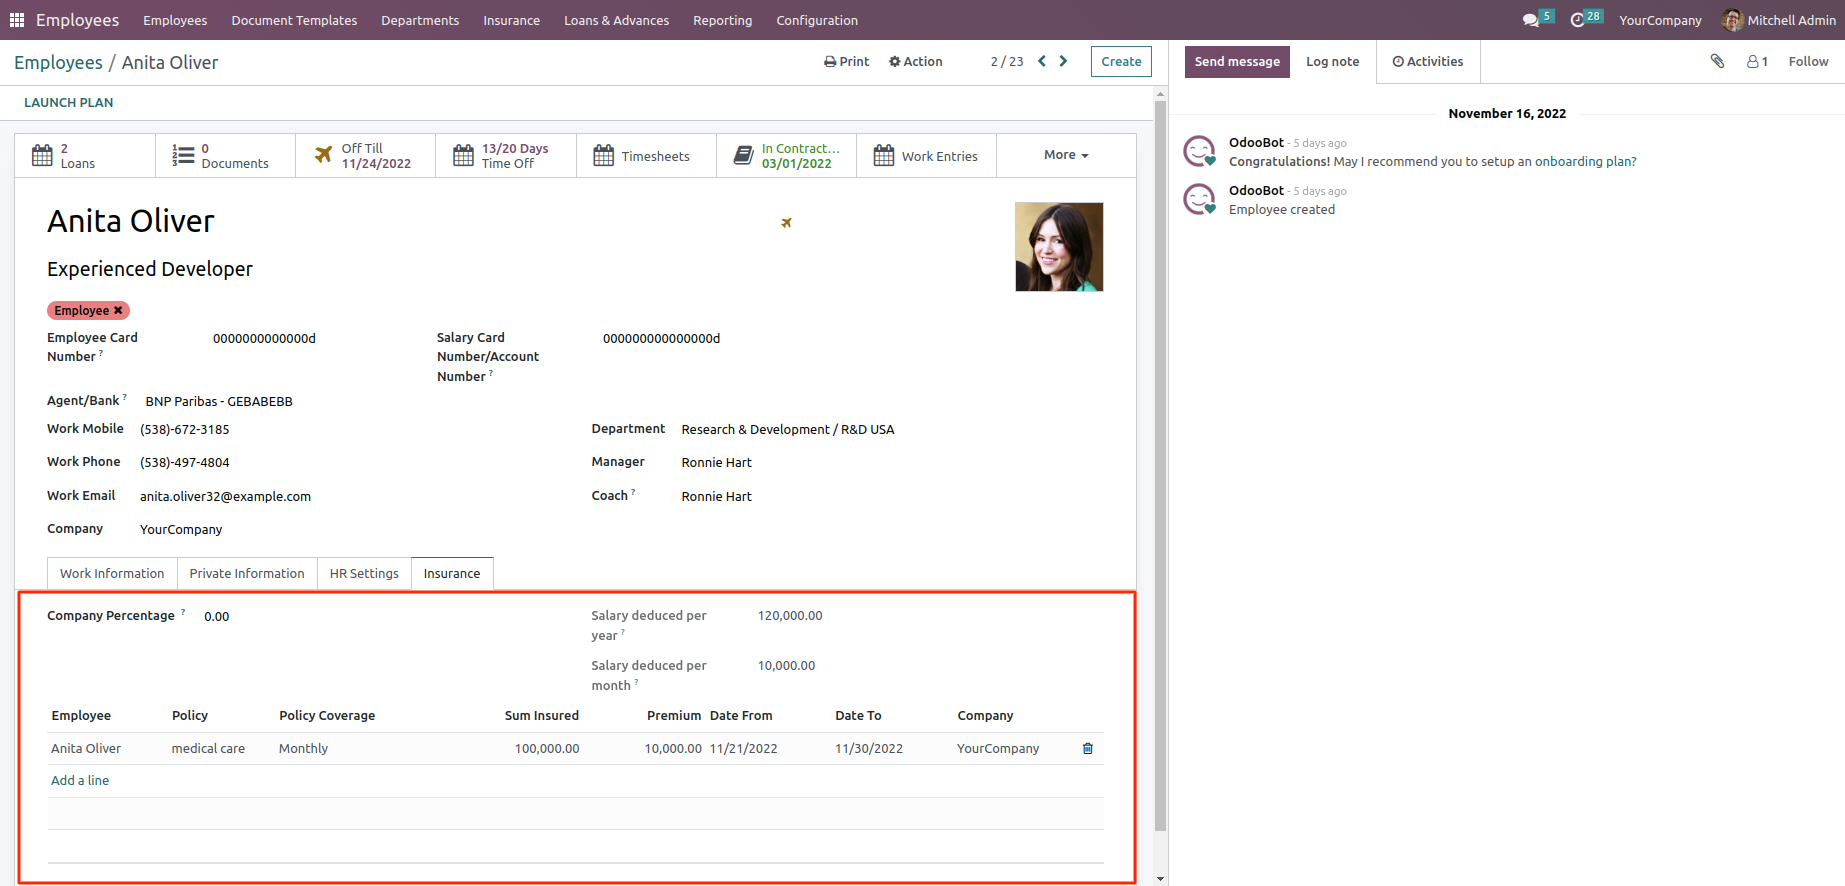 Employees Employees Document Templates Departments Insurance Loans & Advances Reporting Configuration 5 28 YourCompany Mitchell Admin
Employees / Anita Oliver Print Action 2 / 23 Create
Send message Log note Activities 1 Follow
LAUNCH PLAN
2 Loans
0 Documents
Off Till 11/24/2022
13/20 Days Time Off
Timesheets
In Contract... 03/01/2022
Work Entries
More
Anita Oliver
Experienced Developer
Employee ✖
Employee Card Number ? 0000000000000d
Salary Card Number/Account Number ? 000000000000000d
Agent/Bank ? BNP Paribas - GEBABEBB
Work Mobile (538)-672-3185 Department Research & Development / R&D USA
Work Phone (538)-497-4804 Manager Ronnie Hart
Work Email anita.oliver32@example.com Coach ? Ronnie Hart
Company YourCompany
Work Information Private Information HR Settings Insurance
Company Percentage ? 0.00
Salary deduced per year ? 120,000.00
Salary deduced per month ? 10,000.00
Employee Policy Policy Coverage Sum Insured Premium Date From Date To Company
Anita Oliver medical care Monthly 100,000.00 10,000.00 11/21/2022 11/30/2022 YourCompany
Add a line
November 16, 2022
OdooBot - 5 days ago
Congratulations! May I recommend you to setup an onboarding plan?
OdooBot - 5 days ago
Employee created